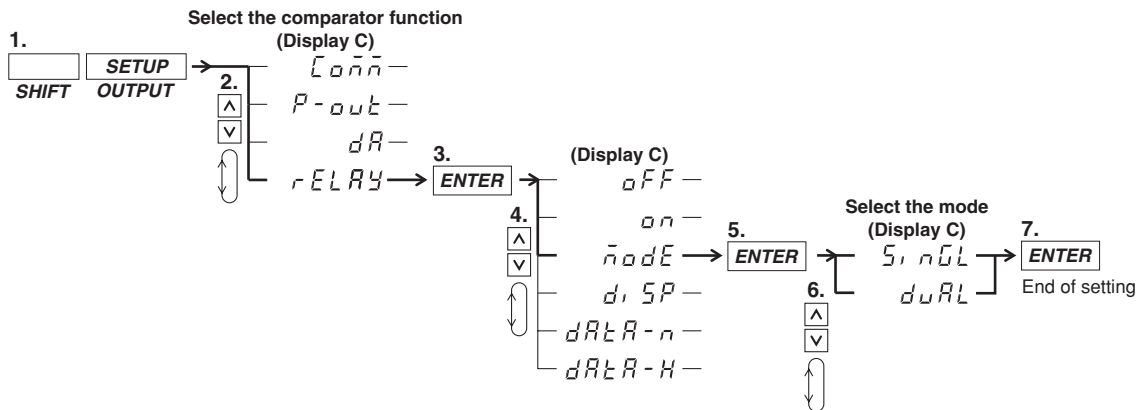 Select the comparator function
(Display C)
1.
SETUP
SHIFT OUTPUT
2.
Comm
P-out
dA
rELAY
3.
ENTER
(Display C)
4.
oFF
on
modE
diSP
dAtA-n
dAtA-H
5.
ENTER
Select the mode
(Display C)
6.
SinGL
duAL
7.
ENTER
End of setting